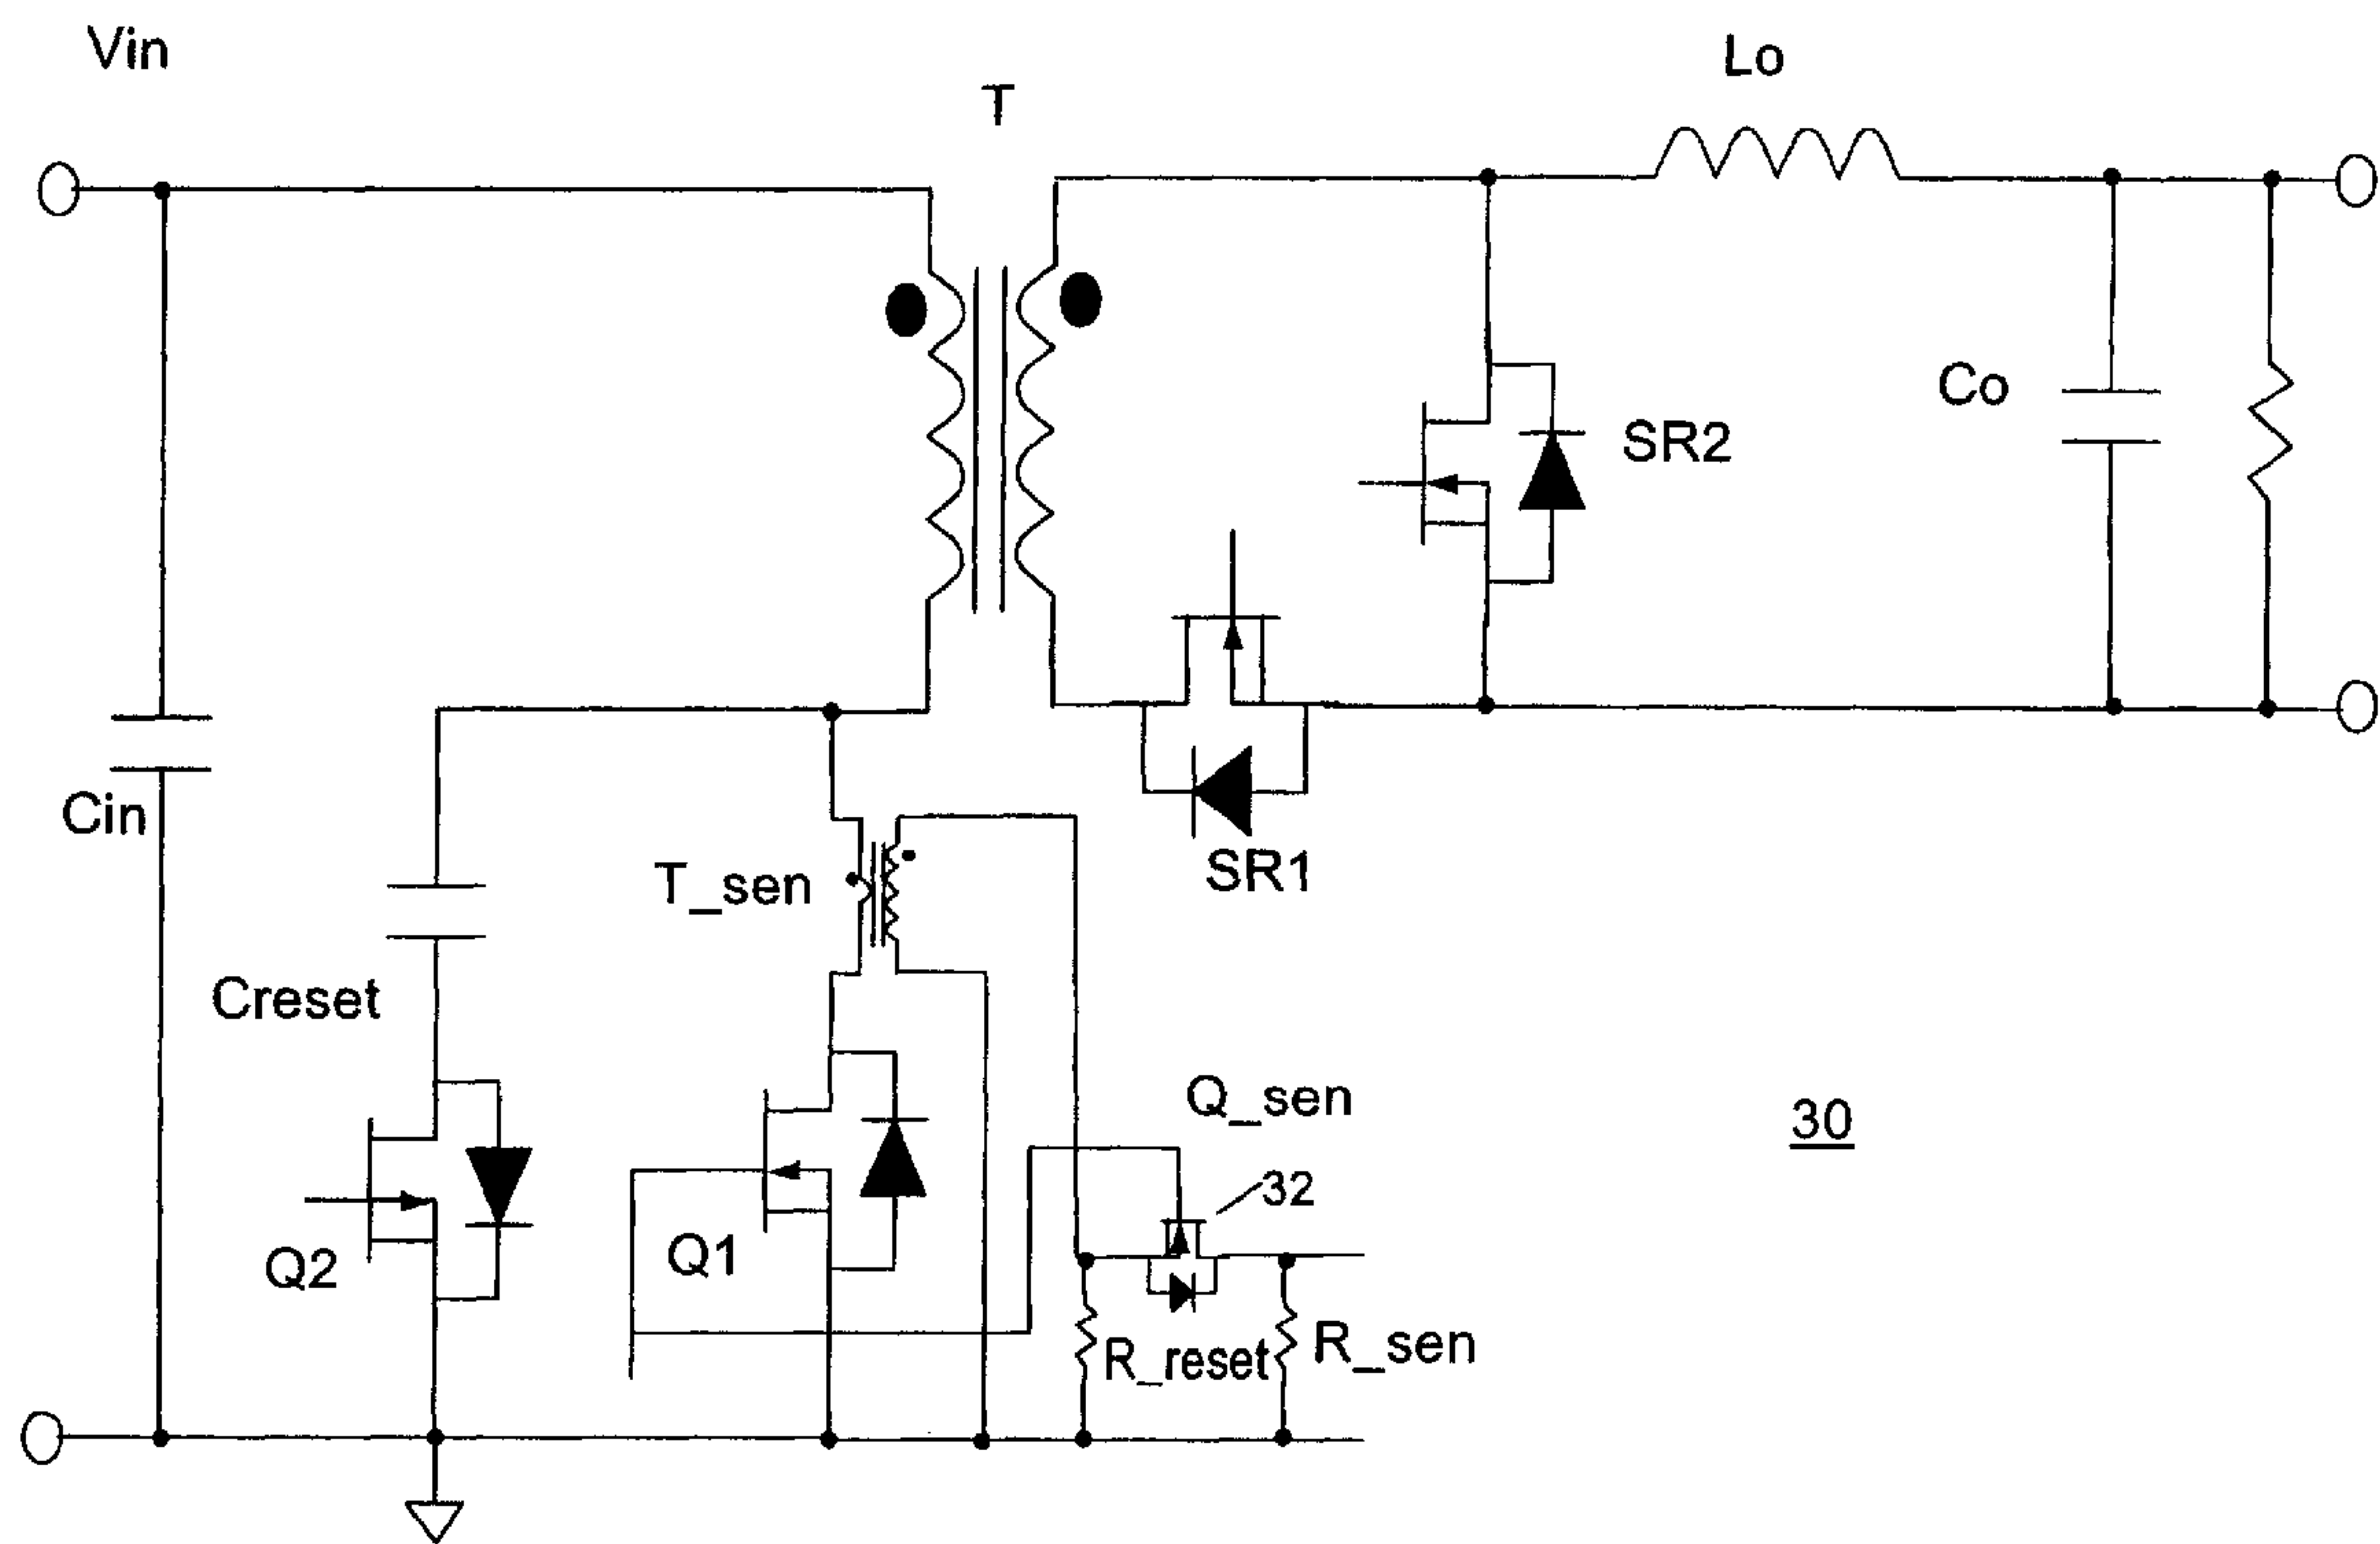 Vin
Lo
T
Co
SR2
Cin
SR1
T_sen
Creset
Q_sen
30
32
Q1
Q2
R_reset
R_sen